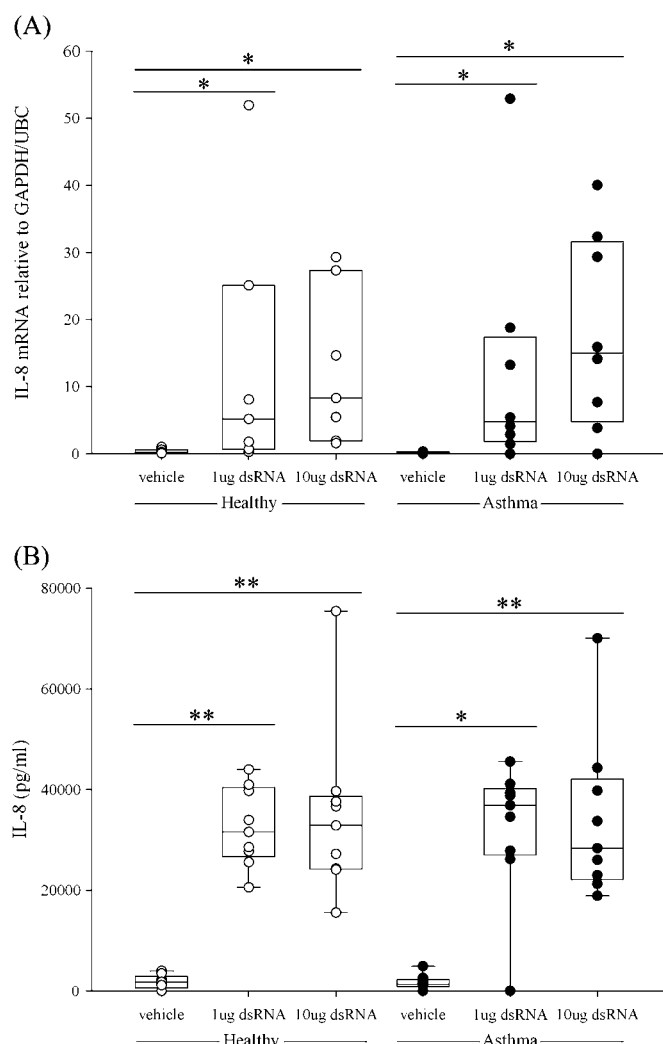 (A)
60
* *
* *
50
40
30
20
10
0
IL-8 mRNA relative to GAPDH/UBC
vehicle 1ug dsRNA 10ug dsRNA vehicle 1ug dsRNA 10ug dsRNA
Healthy Asthma
(B)
80000
** **
60000
** *
40000
20000
0
IL-8 (pg/ml)
vehicle 1ug dsRNA 10ug dsRNA vehicle 1ug dsRNA 10ug dsRNA
Healthy Asthma